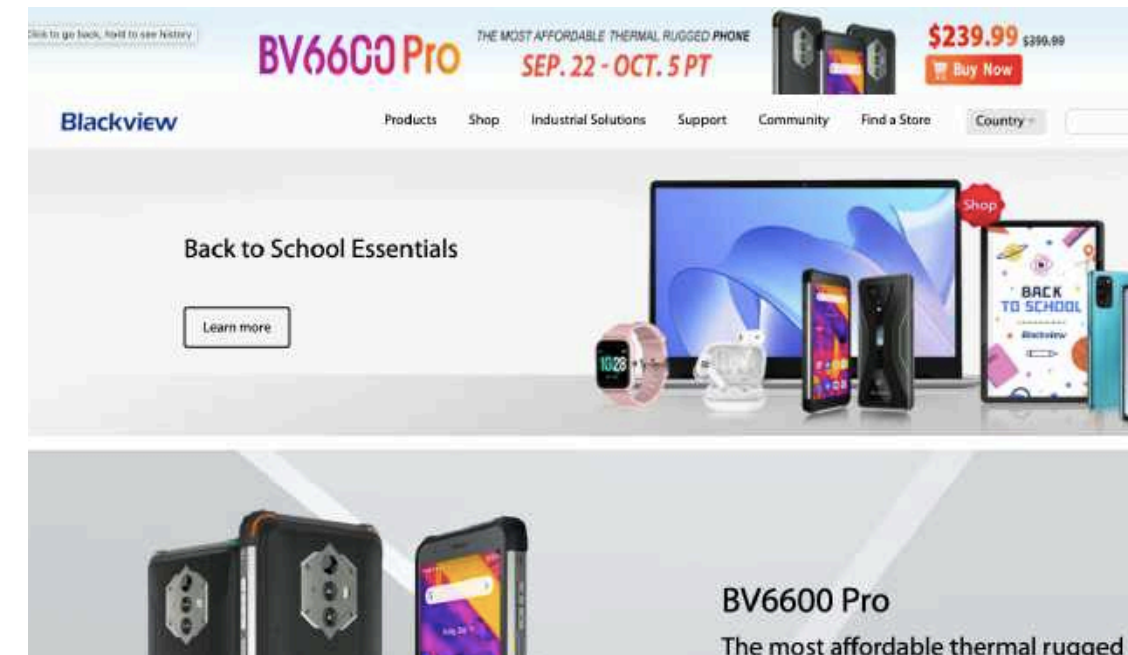 Click to go back, hold to see history
BV6600 Pro
THE MOST AFFORDABLE THERMAL RUGGED PHONE
SEP. 22 - OCT. 5 PT
$239.99 $399.99
Buy Now
Blackview
Products Shop Industrial Solutions Support Community Find a Store Country
Shop
Back to School Essentials
Learn more
BACK
TO SCHOOL
Blackview
10:28
BV6600 Pro
The most affordable thermal rugged